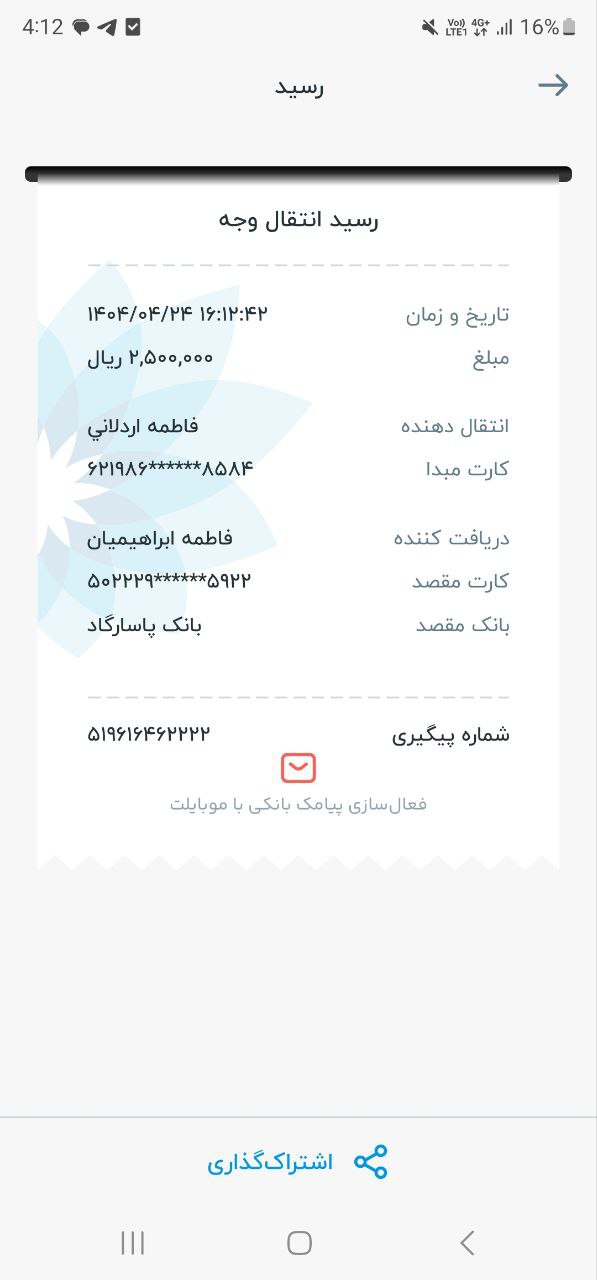 4:12 Vo)) LTE1 4G+ 16%
رسید
رسید انتقال وجه
تاریخ و زمان ۱۴۰۴/۰۴/۲۴ ۱۶:۱۲:۴۲
مبلغ ۲,۵۰۰,۰۰۰ ریال
انتقال دهنده فاطمه اردلاني
کارت مبدا ۶۲۱۹۸۶******۸۵۸۴
دریافت کننده فاطمه ابراهیمیان
کارت مقصد ۵۰۲۲۲۹******۵۹۲۲
بانک مقصد بانک پاسارگاد
شماره پیگیری ۵۱۹۶۱۶۴۶۲۲۲۲
فعال‌سازی پیامک بانکی با موبایلت
اشتراک‌گذاری